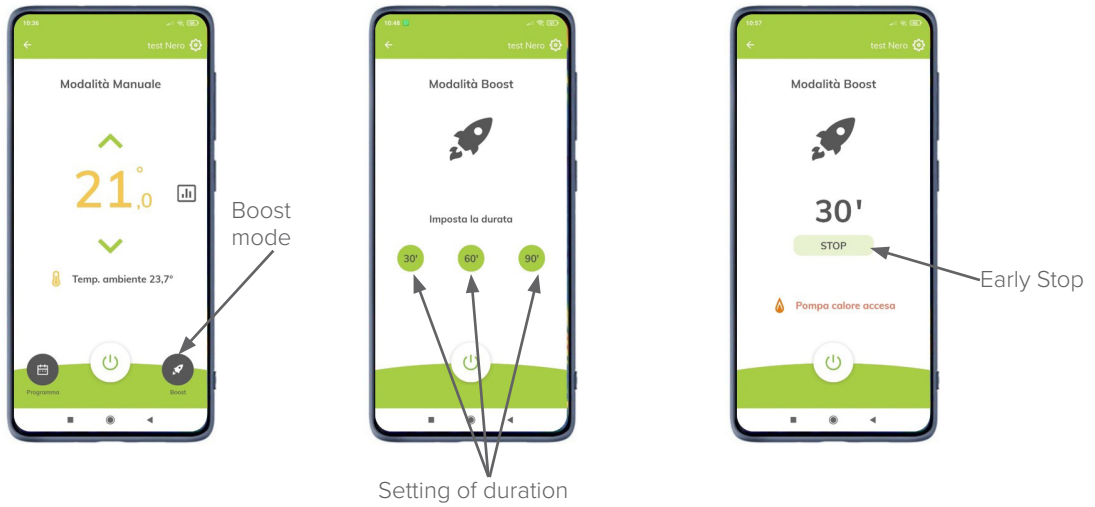 10:36
test Nero
Modalità Manuale
21°,0
Temp. ambiente 23,7°
Programma
Boost
Boost
mode
10:48
test Nero
Modalità Boost
Imposta la durata
30' 60' 90'
Setting of duration
10:57
test Nero
Modalità Boost
30'
STOP
Pompa calore accesa
Early Stop